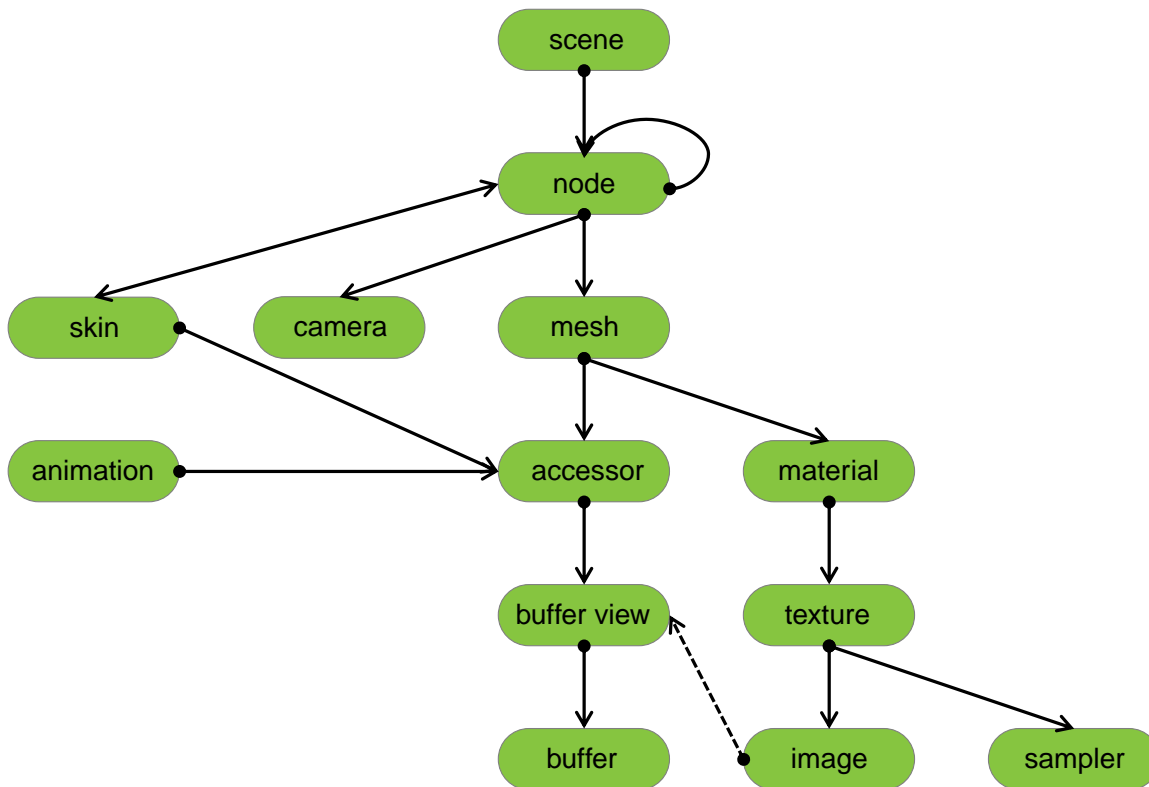 scene
node
skin
camera
mesh
animation
accessor
material
buffer view
texture
buffer
image
sampler